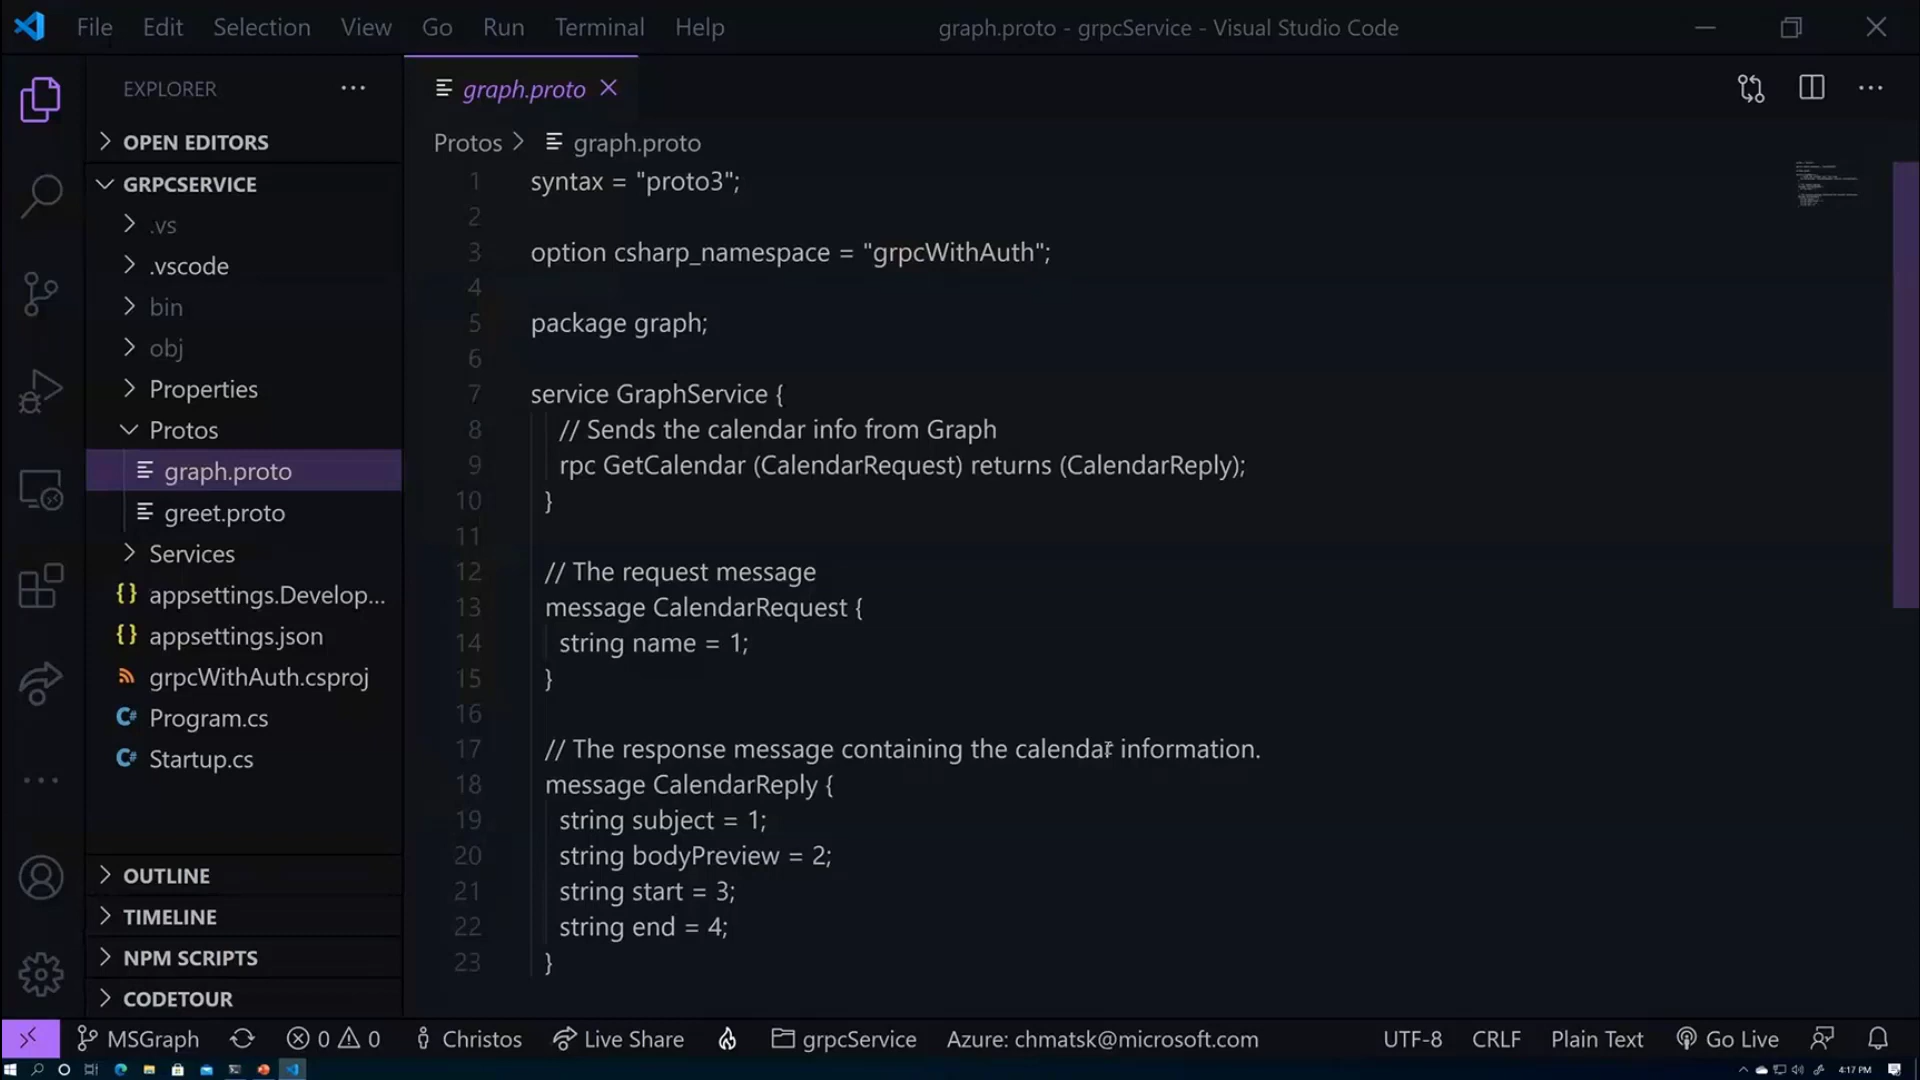 File Edit Selection View Go Run Terminal Help graph.proto - grpcService - Visual Studio Code
EXPLORER
OPEN EDITORS
GRPCSERVICE
.vs
.vscode
bin
obj
Properties
Protos
graph.proto
greet.proto
Services
{} appsettings.Develop...
{} appsettings.json
grpcWithAuth.csproj
C# Program.cs
C# Startup.cs
OUTLINE
TIMELINE
NPM SCRIPTS
CODETOUR
graph.proto
Protos > graph.proto
1 syntax = "proto3";
2
3 option csharp_namespace = "grpcWithAuth";
4
5 package graph;
6
7 service GraphService {
8 // Sends the calendar info from Graph
9 rpc GetCalendar (CalendarRequest) returns (CalendarReply);
10 }
11
12 // The request message
13 message CalendarRequest {
14 string name = 1;
15 }
16
17 // The response message containing the calendar information.
18 message CalendarReply {
19 string subject = 1;
20 string bodyPreview = 2;
21 string start = 3;
22 string end = 4;
23 }
MSGraph 0 0 Christos Live Share grpcService Azure: chmatsk@microsoft.com UTF-8 CRLF Plain Text Go Live
4:17 PM